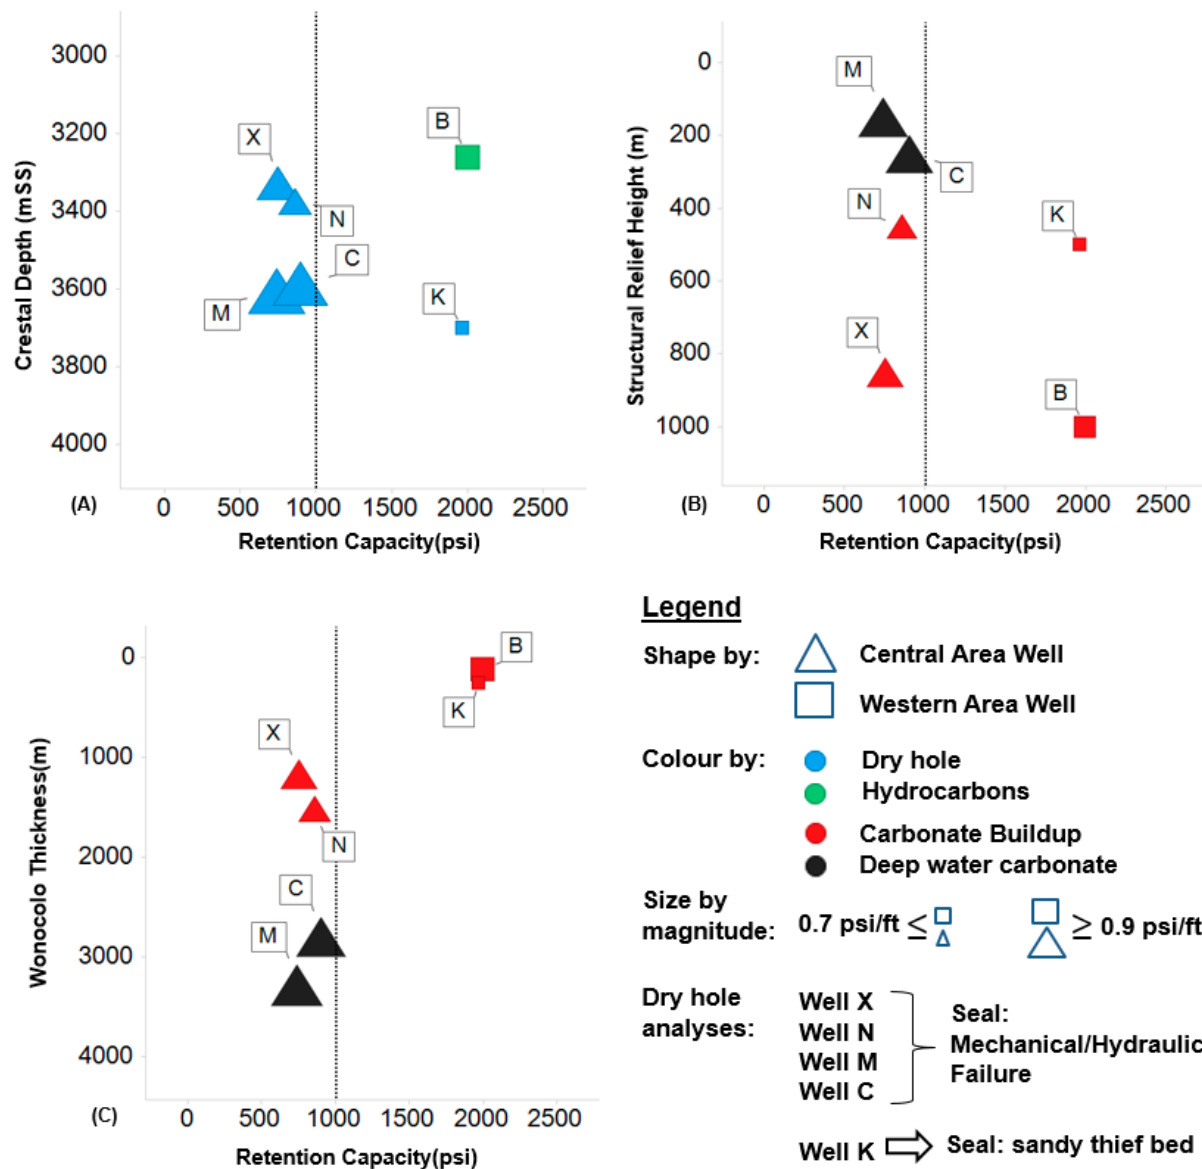 3000
3200
3400
3600
3800
4000
Crestal Depth (mSS)
X
B
N
C
M
K
(A)
0 500 1000 1500 2000 2500
Retention Capacity(psi)
0
200
400
600
800
1000
Structural Relief Height (m)
M
C
N
K
X
B
(B)
0 500 1000 1500 2000 2500
Retention Capacity(psi)
0
1000
2000
3000
4000
Wonocolo Thickness(m)
B
K
X
N
C
M
(C)
0 500 1000 1500 2000 2500
Retention Capacity(psi)
Legend
Shape by:
Central Area Well
Western Area Well
Colour by:
Dry hole
Hydrocarbons
Carbonate Buildup
Deep water carbonate
Size by
magnitude:
0.7 psi/ft ≤
≥ 0.9 psi/ft
Dry hole
analyses:
Well X
Well N
Well M
Well C
Seal:
Mechanical/Hydraulic
Failure
Well K
Seal: sandy thief bed